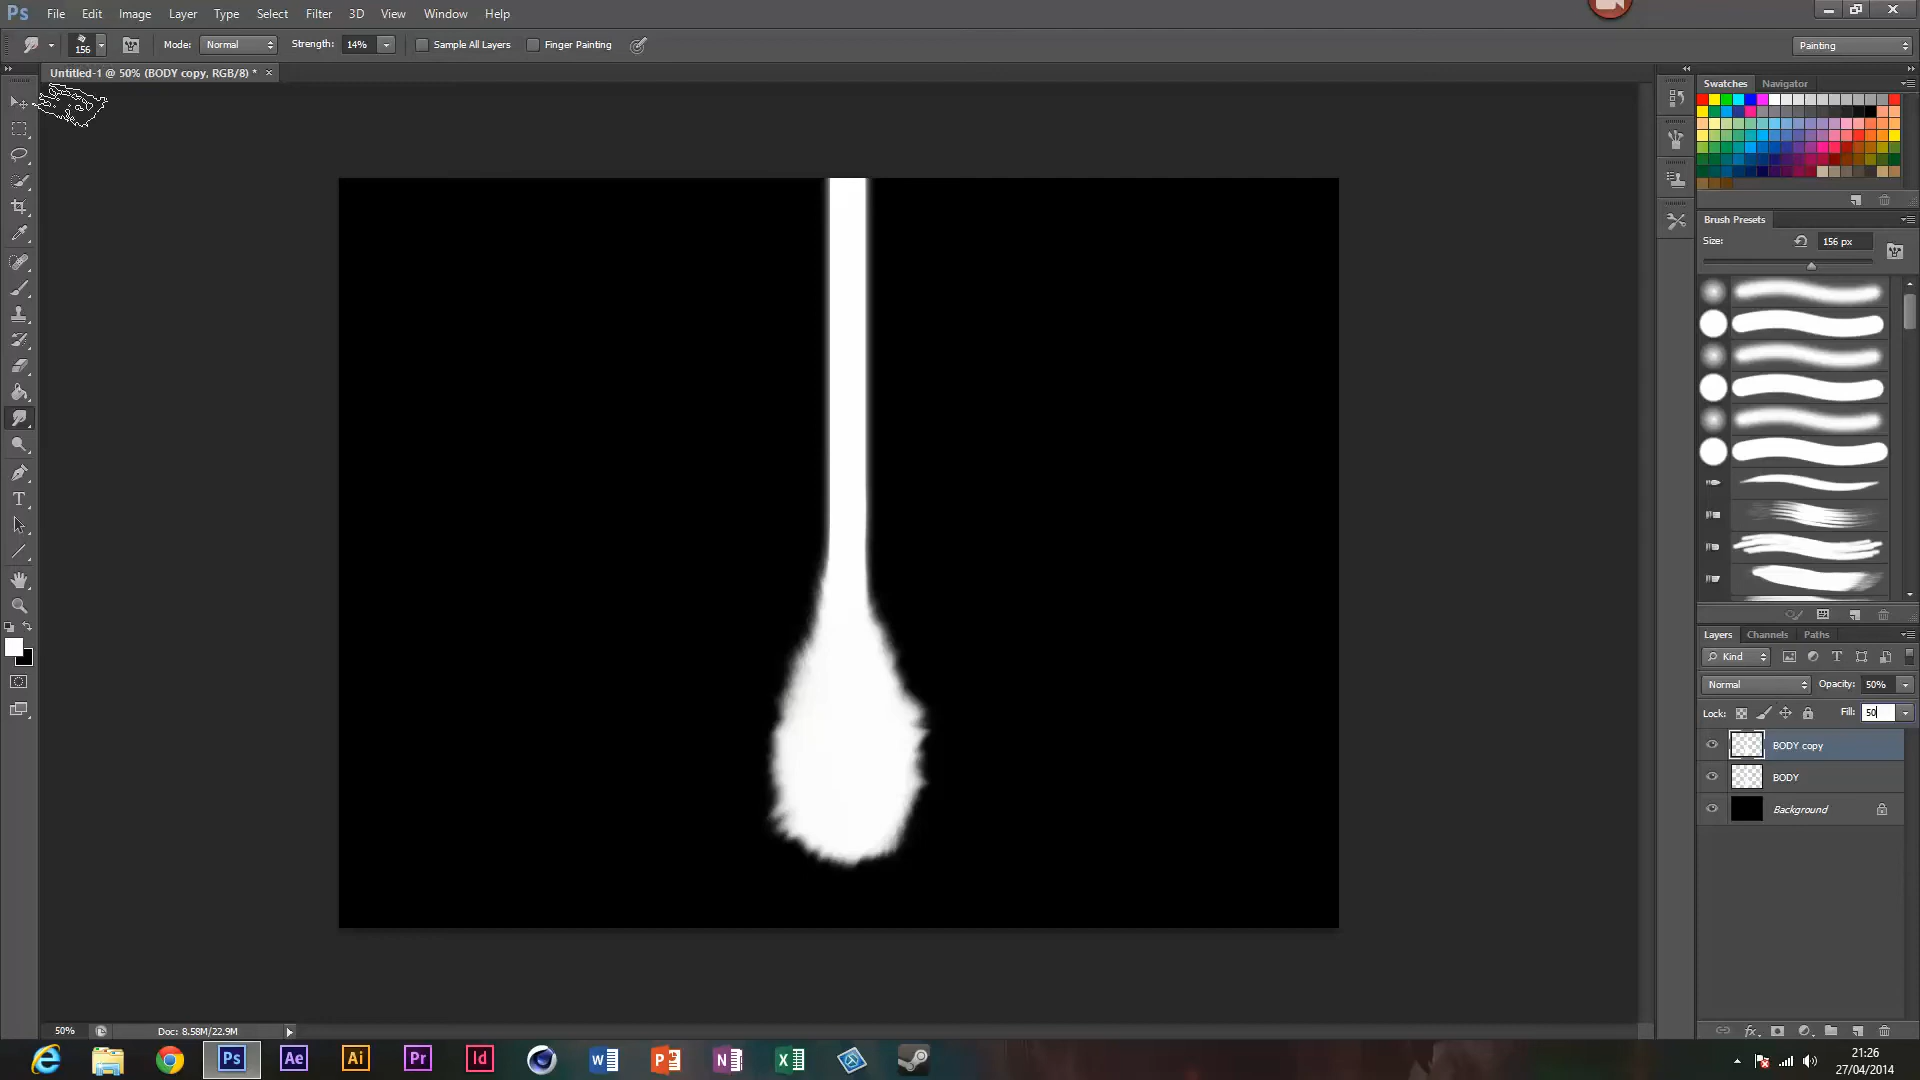 Ps File Edit Image Layer Type Select Filter 3D View Window Help
156 Mode: Normal Strength: 14% Sample All Layers Finger Painting Painting
Untitled-1 @ 50% (BODY copy, RGB/8) * ×
Swatches Navigator
Brush Presets
Size: 156 px
T
Layers Channels Paths
Kind T
Normal Opacity: 50%
Lock: Fill: 50
BODY copy
BODY
Background
fx
50% Doc: 8.58M/22.9M
Ps Ae Ai Pr Id
21:26
27/04/2014